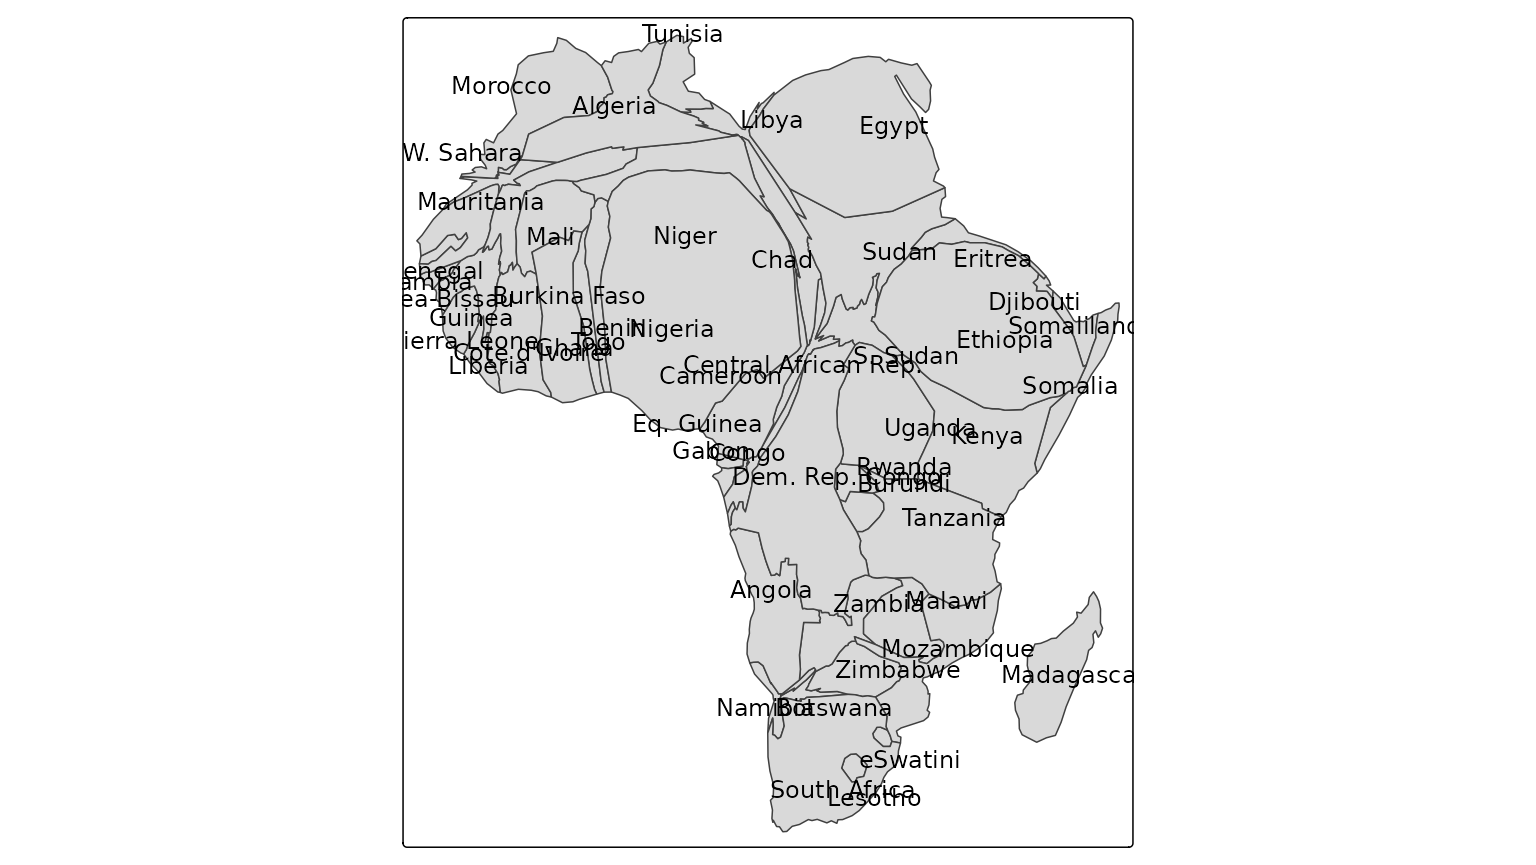 Tunisia
Morocco
Algeria
Libya
Egypt
W. Sahara
Mauritania
Mali
Niger
Chad
Sudan
Eritrea
enegal
ambia
ea-Bissau
Burkina Faso
Djibouti
Guinea
Benin
Nigeria
Somaliland
ierra Leone
Togo
Ghana
Côte d'Ivoire
Ethiopia
Liberia
Central African Rep.
S. Sudan
Cameroon
Somalia
Eq. Guinea
Uganda
Kenya
Gabon
Congo
Rwanda
Dem. Rep. Congo
Burundi
Tanzania
Angola
Zambia
Malawi
Mozambique
Zimbabwe
Madagasca
Namibia
Botswana
eSwatini
South Africa
Lesotho